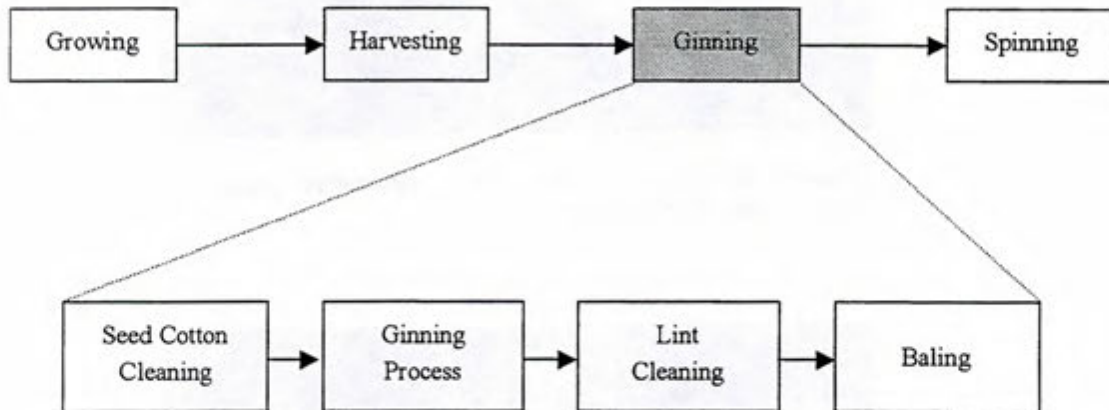 Growing
Harvesting
Ginning
Spinning
Seed Cotton
Cleaning
Ginning
Process
Lint
Cleaning
Baling